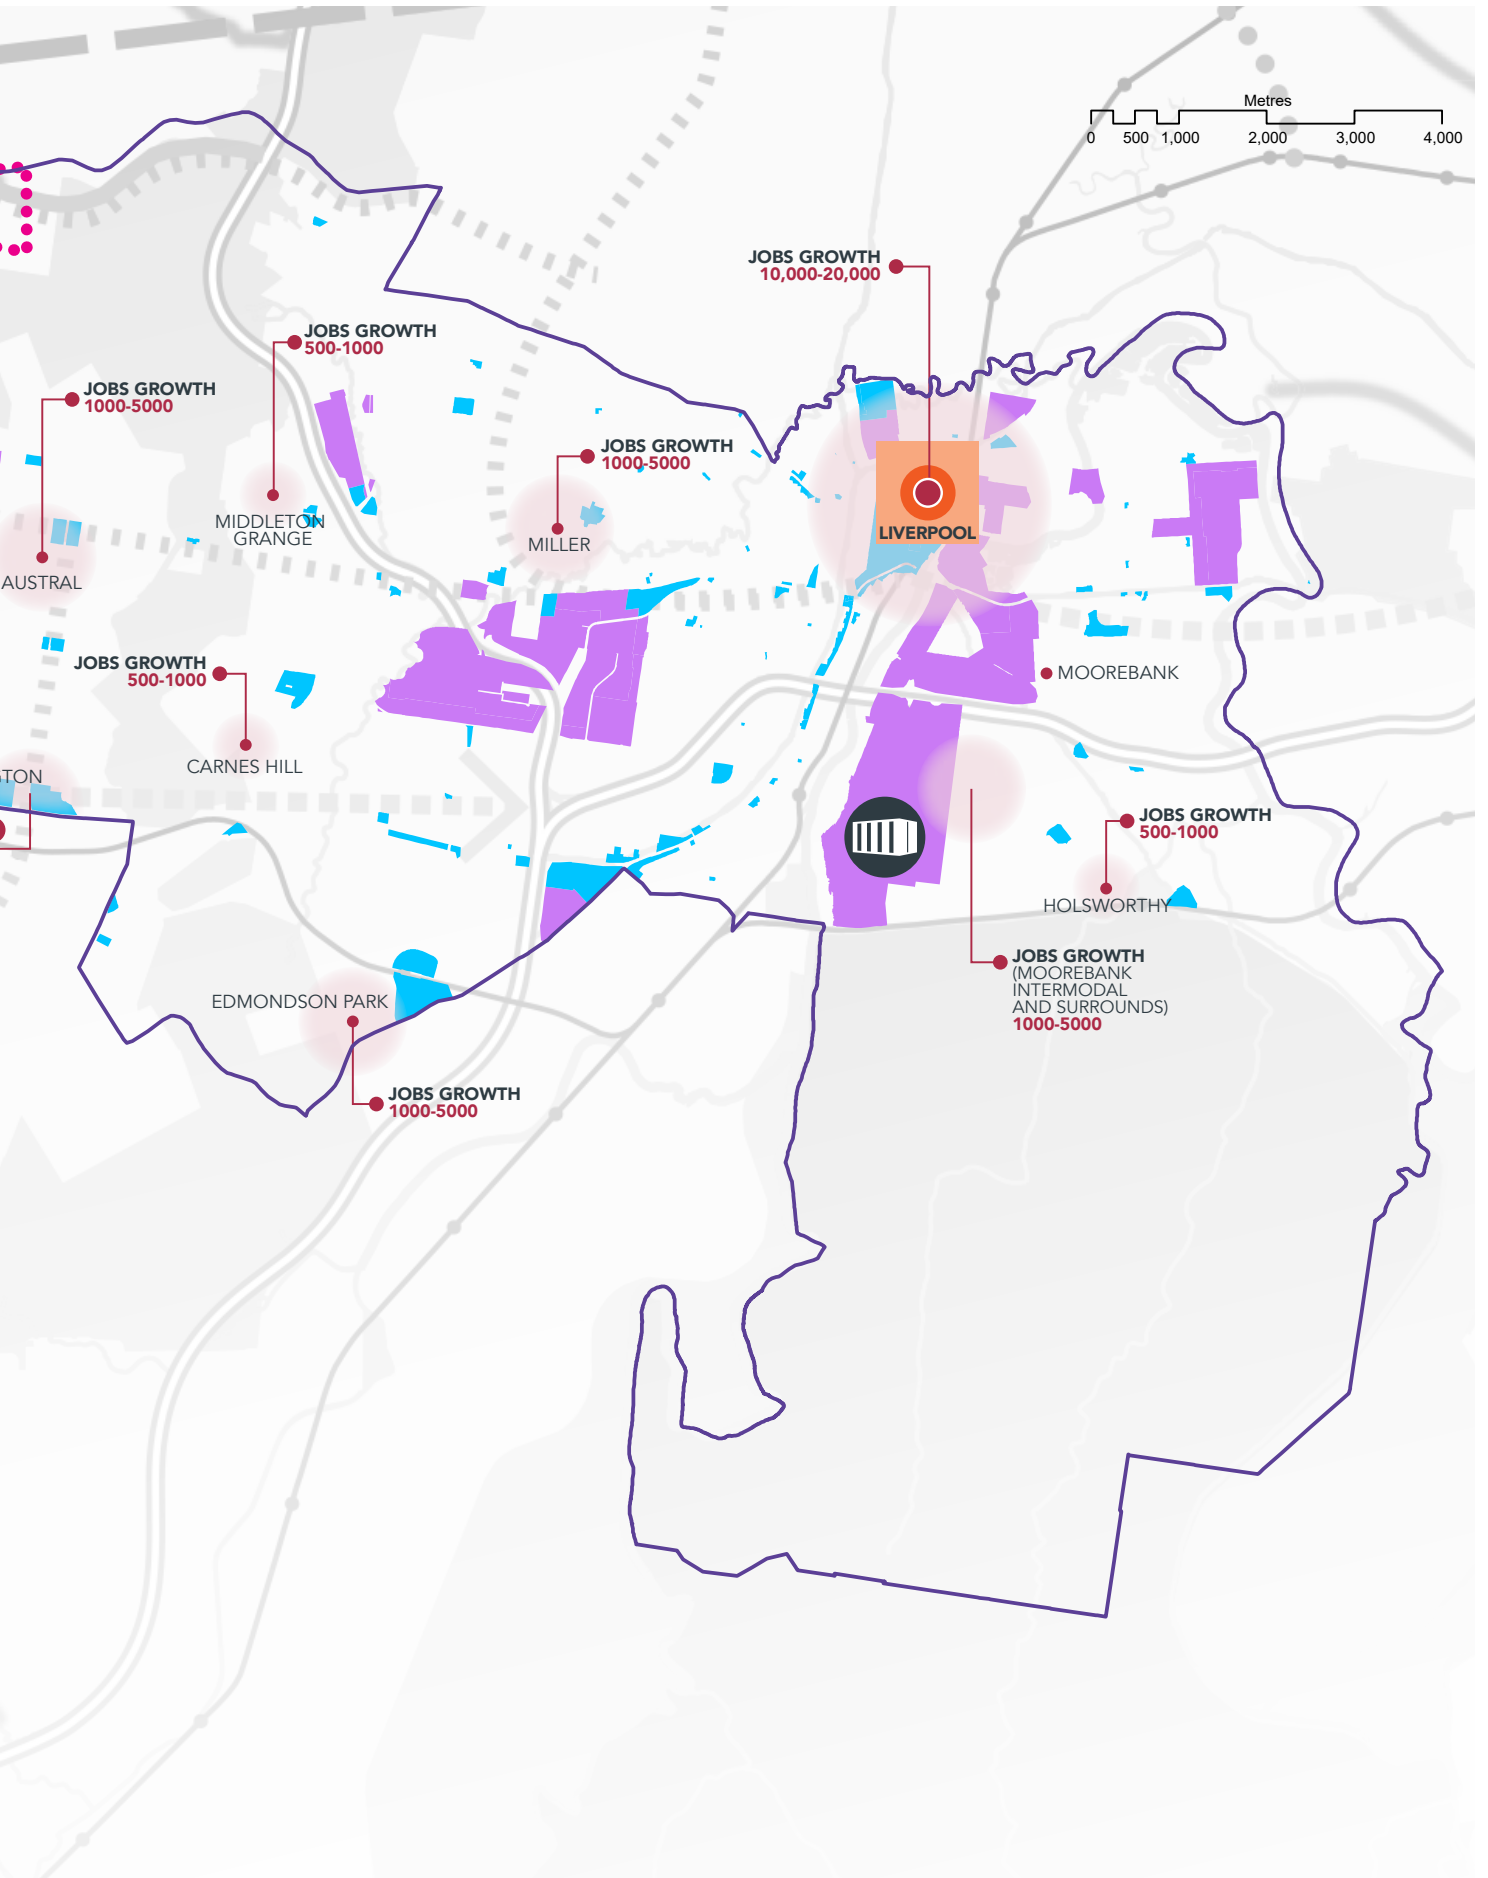 Metres
0 500 1,000 2,000 3,000 4,000
JOBS GROWTH
10,000-20,000
JOBS GROWTH
500-1000
JOBS GROWTH
1000-5000
JOBS GROWTH
1000-5000
MIDDLETON
GRANGE
MILLER
LIVERPOOL
AUSTRAL
JOBS GROWTH
500-1000
MOOREBANK
CARNES HILL
TON
JOBS GROWTH
500-1000
HOLSWORTHY
JOBS GROWTH
(MOOREBANK
INTERMODAL
AND SURROUNDS)
1000-5000
EDMONDSON PARK
JOBS GROWTH
1000-5000